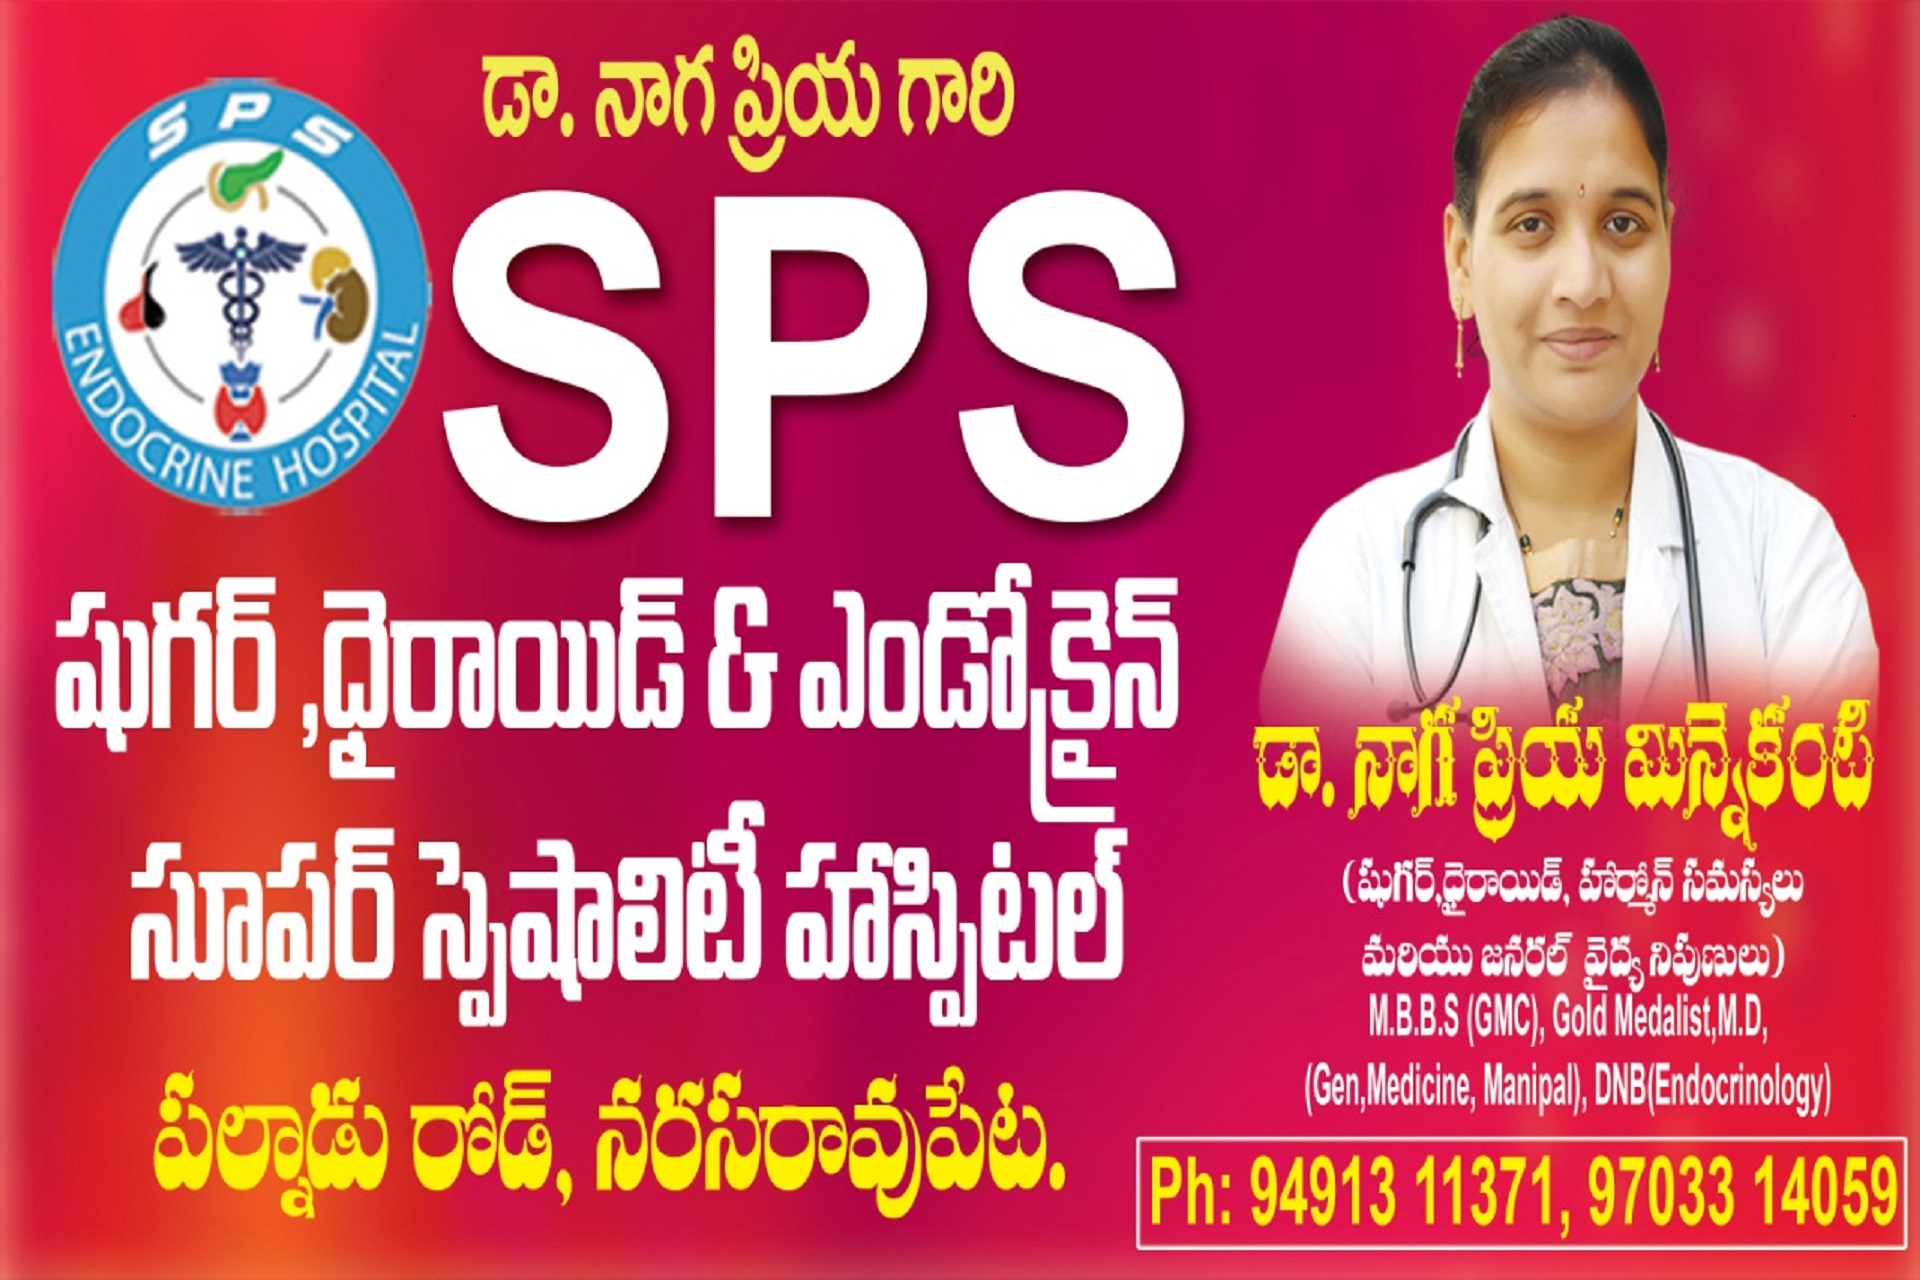 డా. నాగ ప్రియ గారి
SPS
SPS
ENDOCRINE HOSPITAL
షుగర్ ,థైరాయిడ్ & ఎండోక్రైన్
సూపర్ స్పెషాలిటీ హాస్పిటల్
పల్నాడు రోడ్, నరసరావుపేట.
డా. నాగ ప్రియ మిన్నెకంటి
(షుగర్,థైరాయిడ్, హార్మోన్ సమస్యలు
మరియు జనరల్ వైద్య నిపుణులు)
M.B.B.S (GMC), Gold Medalist,M.D,
(Gen,Medicine, Manipal), DNB(Endocrinology)
Ph: 94913 11371, 97033 14059